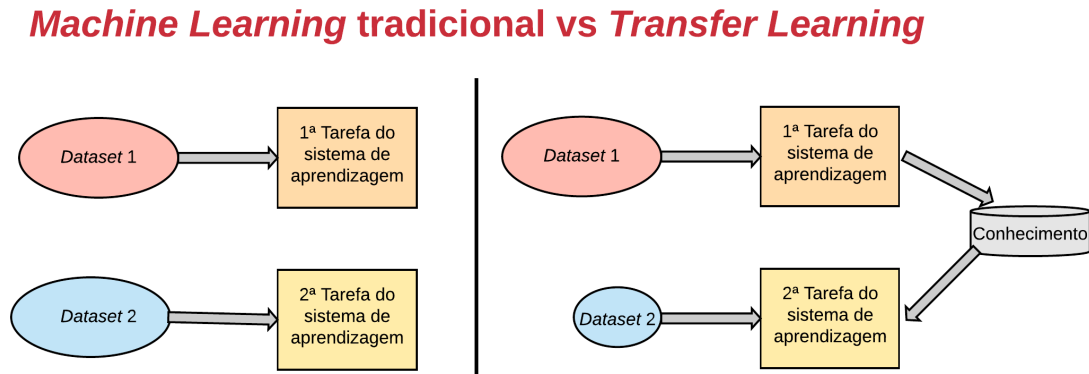 Machine Learning tradicional vs Transfer Learning
Dataset 1
1ª Tarefa do
sistema de
aprendizagem
Dataset 2
2ª Tarefa do
sistema de
aprendizagem
Dataset 1
1ª Tarefa do
sistema de
aprendizagem
Conhecimento
Dataset 2
2ª Tarefa do
sistema de
aprendizagem